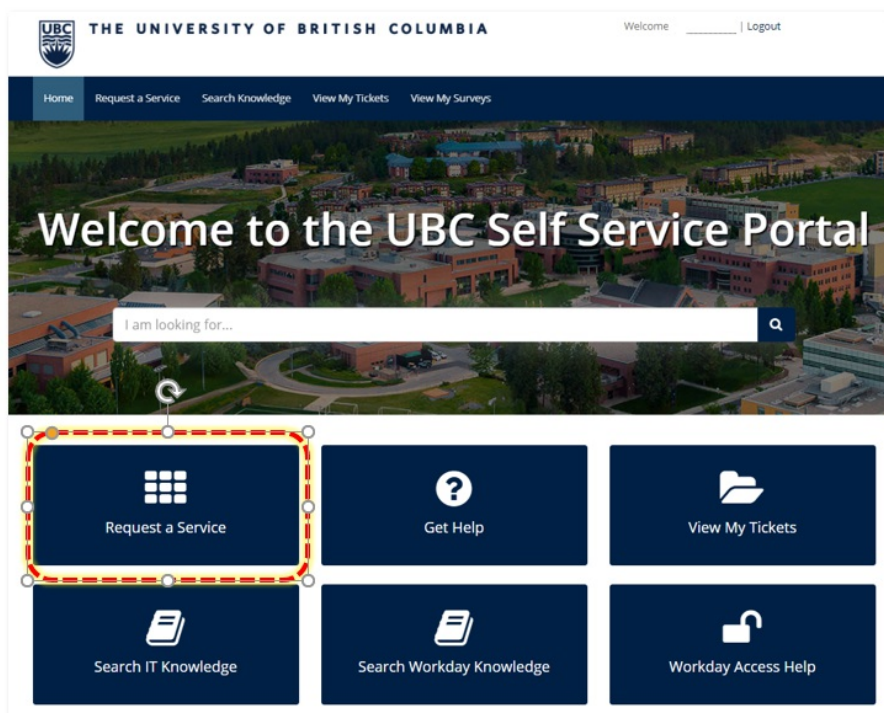 UBC
THE UNIVERSITY OF BRITISH COLUMBIA
Welcome __________ | Logout
Home Request a Service Search Knowledge View My Tickets View My Surveys
Welcome to the UBC Self Service Portal
I am looking for...
Request a Service Get Help View My Tickets
Search IT Knowledge Search Workday Knowledge Workday Access Help